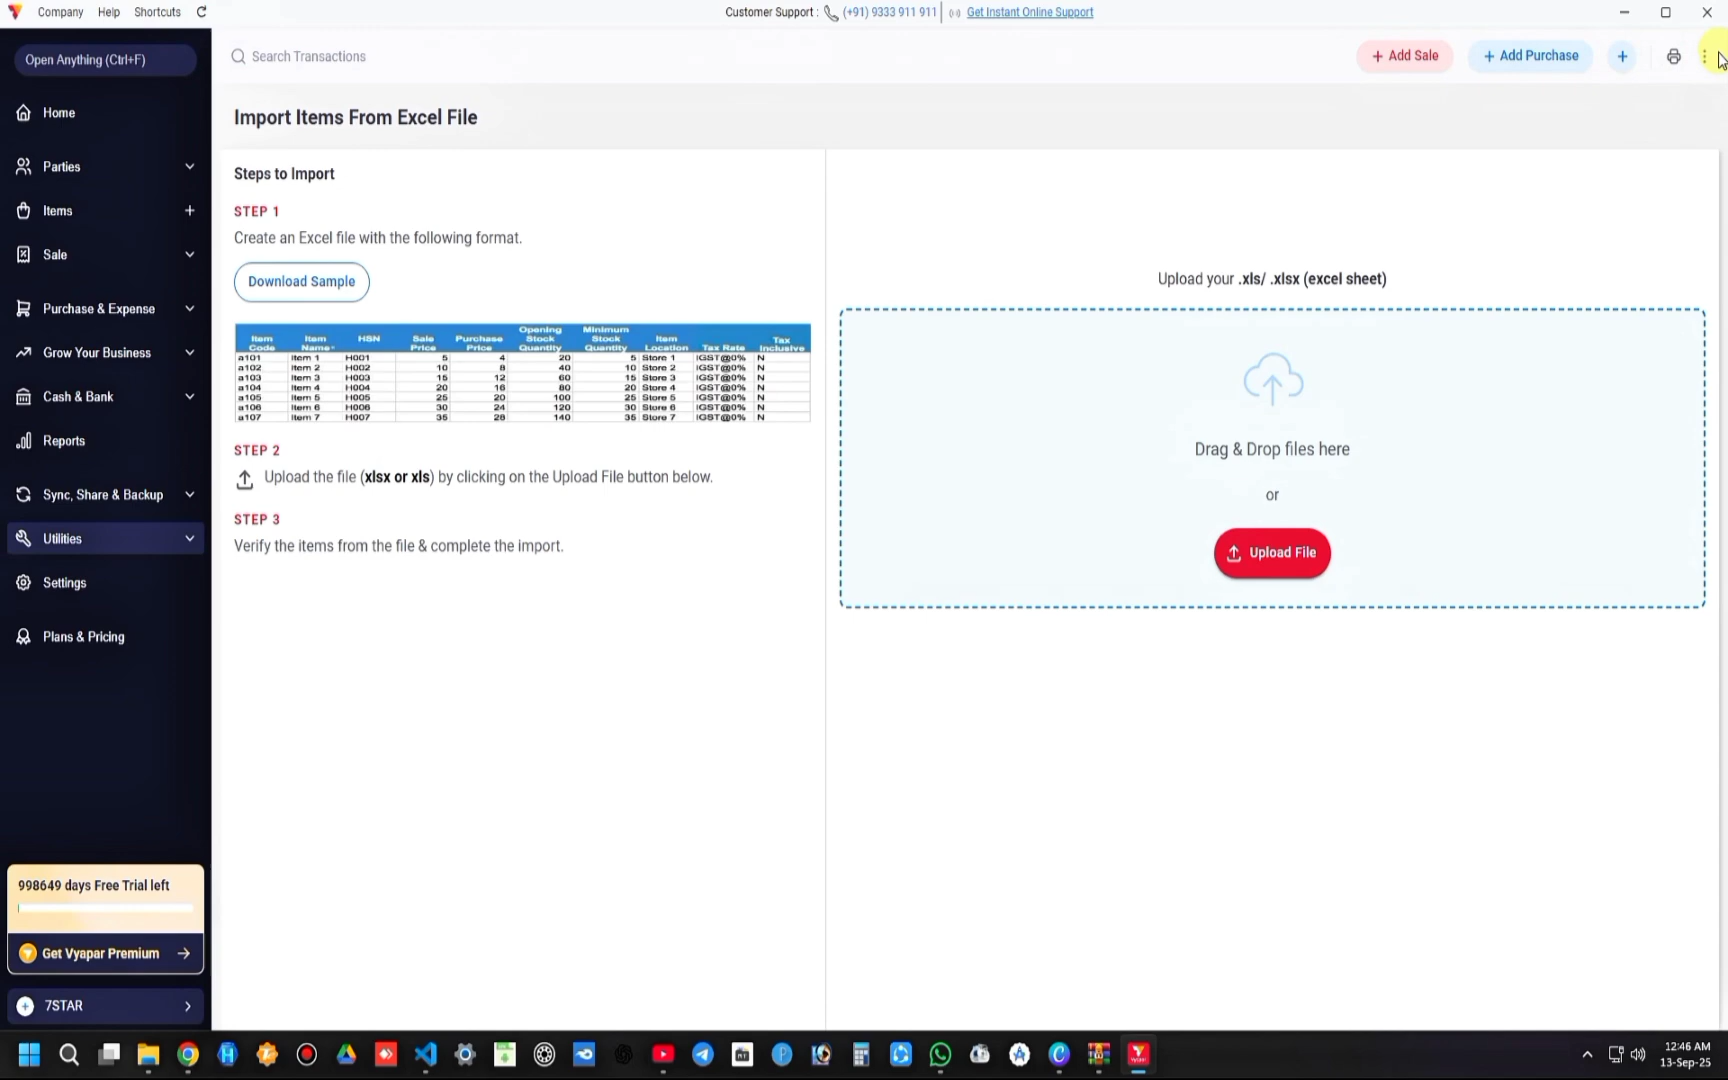 Company Help Shortcuts
Customer Support : (+91) 9333 911 911 Get Instant Online Support
Open Anything (Ctrl+F)
Search Transactions
+ Add Sale
+ Add Purchase
+
Home
Parties
Items
Sale
Purchase & Expense
Grow Your Business
Cash & Bank
Reports
Sync, Share & Backup
Utilities
Settings
Plans & Pricing
998649 days Free Trial left
Get Vyapar Premium
7STAR
Import Items From Excel File
Steps to Import
STEP 1
Create an Excel file with the following format.
Download Sample
Item Code Item Name* HSN Sale Price Purchase Price Opening Stock Quantity Minimum Stock Quantity Item Location Tax Rate Tax Inclusive
a101 Item 1 H001 5 4 20 5 Store 1 IGST@0% N
a102 Item 2 H002 10 8 40 10 Store 2 IGST@0% N
a103 Item 3 H003 15 12 60 15 Store 3 IGST@0% N
a104 Item 4 H004 20 16 80 20 Store 4 IGST@0% N
a105 Item 5 H005 25 20 100 25 Store 5 IGST@0% N
a106 Item 6 H006 30 24 120 30 Store 6 IGST@0% N
a107 Item 7 H007 35 28 140 35 Store 7 IGST@0% N
STEP 2
Upload the file (xlsx or xls) by clicking on the Upload File button below.
STEP 3
Verify the items from the file & complete the import.
Upload your .xls/ .xlsx (excel sheet)
Drag & Drop files here
or
Upload File
12:46 AM
13-Sep-25